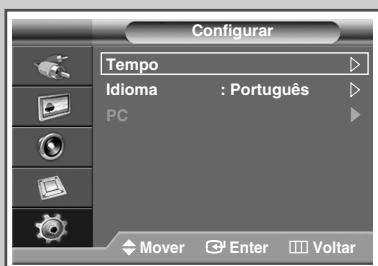 Configurar
Tempo
Idioma : Português
PC
Mover Enter Voltar